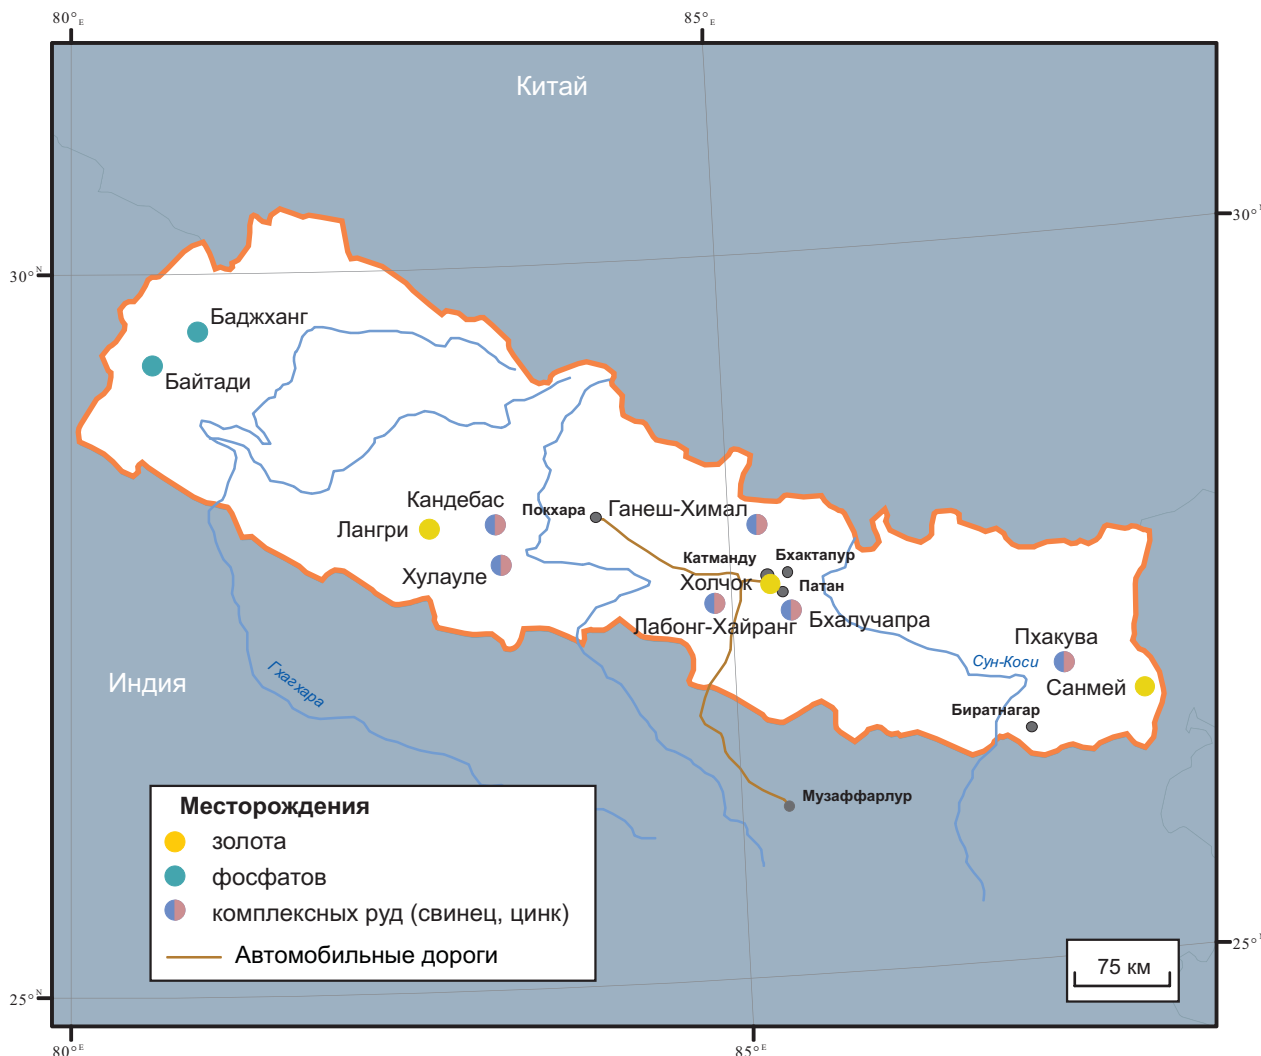 80°E
85°E
Китай
30°
30°N
Баджханг
Байтади
Кандебас
Покхара
Ганеш-Химал
Лангри
Катманду
Бхактапур
Хулауле
Холчок
Патан
Лабонг-Хайранг
Бхалучапра
Пхакува
Сун-Коси
Индия
Гхагхара
Санмей
Биратнагар
Музаффарлур
Месторождения
золота
фосфатов
комплексных руд (свинец, цинк)
Автомобильные дороги
25°
75 км
25°N
80°E
85°E